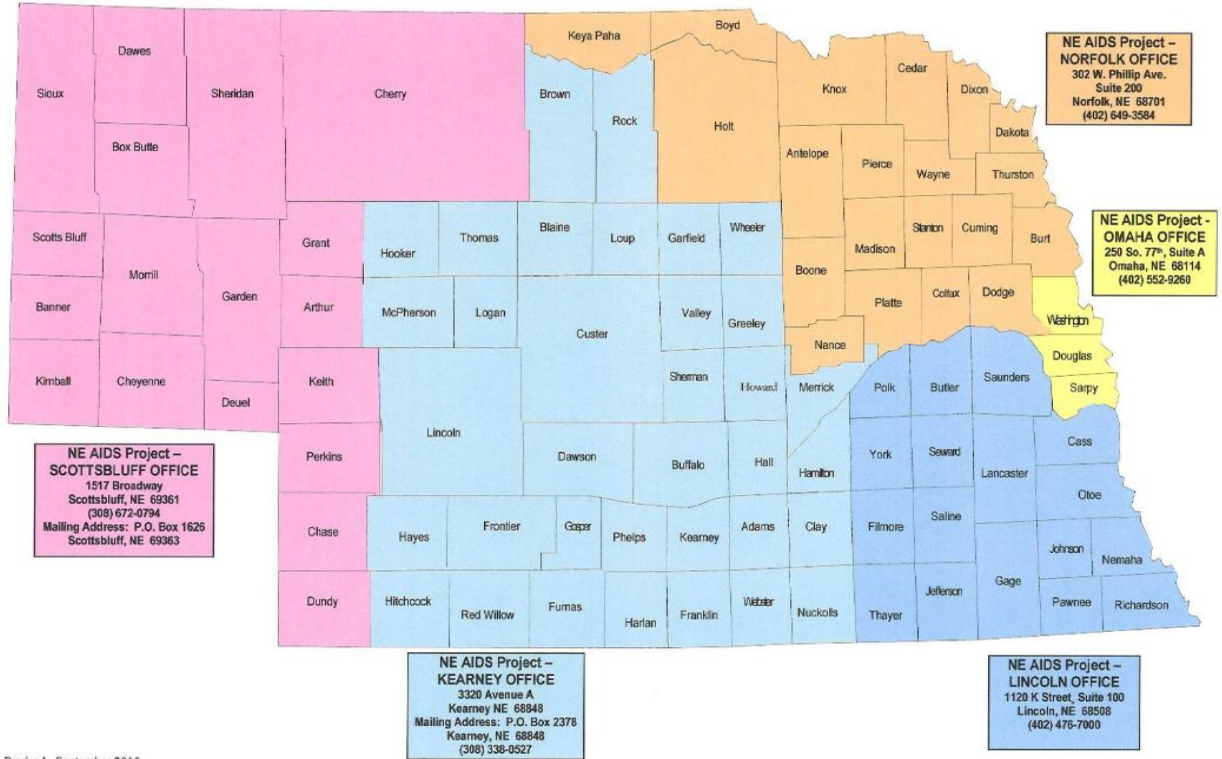 Boyd
Keya Paha
Dawes
Cedar
Knox
Dixon
Sioux
Sheridan
Cherry
Brown
Rock
Holt
Dakota
Box Butte
Antelope
Pierce
Wayne
Thurston
Scotts Bluff
Grant
Hooker
Thomas
Blaine
Loup
Garfield
Wheeler
Madison
Stanton
Cuming
Burt
Morrill
Garden
Boone
Banner
Arthur
McPherson
Logan
Custer
Valley
Greeley
Platte
Colfax
Dodge
Washington
Nance
Douglas
Kimball
Cheyenne
Deuel
Keith
Sherman
Howard
Merrick
Polk
Butler
Saunders
Sarpy
Lincoln
Perkins
Dawson
Buffalo
Hall
Hamilton
York
Seward
Lancaster
Cass
Otoe
Chase
Hayes
Frontier
Gosper
Phelps
Kearney
Adams
Clay
Filmore
Saline
Johnson
Nemaha
Dundy
Hitchcock
Red Willow
Furnas
Harlan
Franklin
Webster
Nuckolls
Thayer
Jefferson
Gage
Pawnee
Richardson
NE AIDS Project –
NORFOLK OFFICE
302 W. Phillip Ave.
Suite 200
Norfolk, NE 68701
(402) 649-3584
NE AIDS Project -
OMAHA OFFICE
250 So. 77th, Suite A
Omaha, NE 68114
(402) 552-9260
NE AIDS Project –
SCOTTSBLUFF OFFICE
1517 Broadway
Scottsbluff, NE 69361
(308) 672-0794
Mailing Address: P.O. Box 1626
Scottsbluff, NE 69363
NE AIDS Project –
KEARNEY OFFICE
3320 Avenue A
Kearney NE 68848
Mailing Address: P.O. Box 2378
Kearney, NE 68848
(308) 338-0527
NE AIDS Project –
LINCOLN OFFICE
1120 K Street, Suite 100
Lincoln, NE 68508
(402) 476-7000